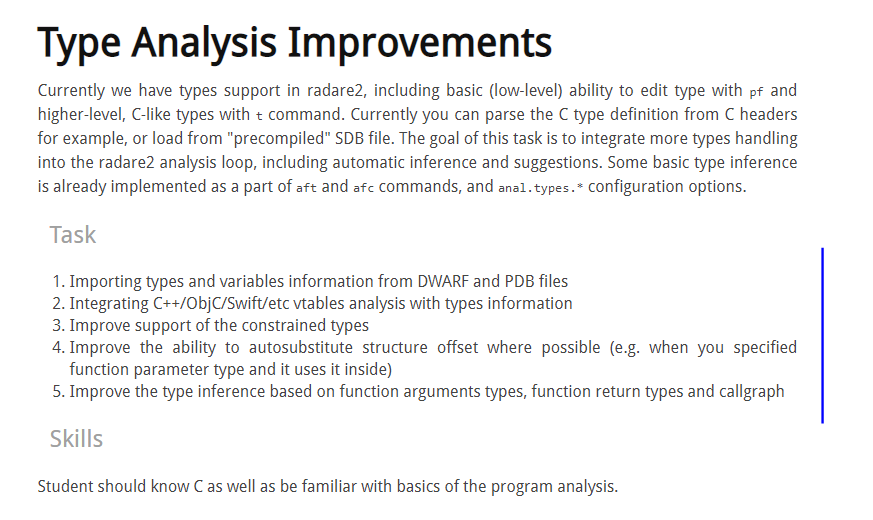 Type Analysis Improvements
Currently we have types support in radare2, including basic (low-level) ability to edit type with pf and
higher-level, C-like types with t command. Currently you can parse the C type definition from C headers
for example, or load from "precompiled" SDB file. The goal of this task is to integrate more types handling
into the radare2 analysis loop, including automatic inference and suggestions. Some basic type inference
is already implemented as a part of aft and afc commands, and anal.types.* configuration options.
Task
1. Importing types and variables information from DWARF and PDB files
2. Integrating C++/ObjC/Swift/etc vtables analysis with types information
3. Improve support of the constrained types
4. Improve the ability to autosubstitute structure offset where possible (e.g. when you specified
function parameter type and it uses it inside)
5. Improve the type inference based on function arguments types, function return types and callgraph
Skills
Student should know C as well as be familiar with basics of the program analysis.